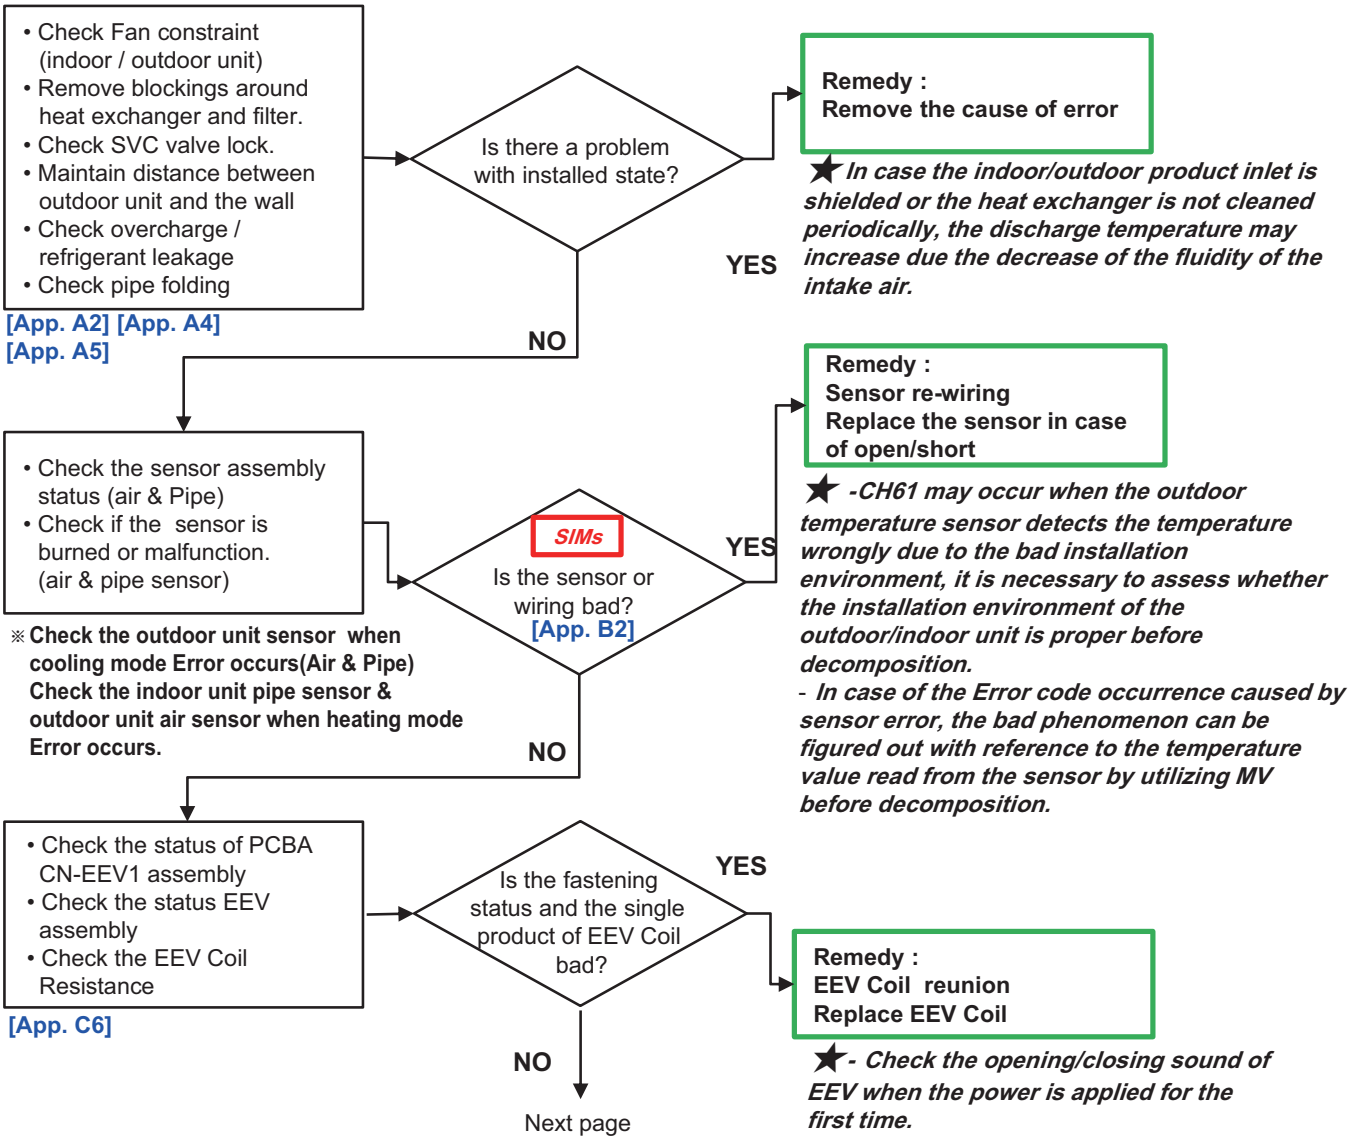 • Check Fan constraint
(indoor / outdoor unit)
• Remove blockings around
heat exchanger and filter.
• Check SVC valve lock.
• Maintain distance between
outdoor unit and the wall
• Check overcharge /
refrigerant leakage
• Check pipe folding
[App. A2] [App. A4]
[App. A5]
Is there a problem
with installed state?
YES
NO
Remedy :
Remove the cause of error
★ In case the indoor/outdoor product inlet is
shielded or the heat exchanger is not cleaned
periodically, the discharge temperature may
increase due the decrease of the fluidity of the
intake air.
• Check the sensor assembly
status (air & Pipe)
• Check if the sensor is
burned or malfunction.
(air & pipe sensor)
※ Check the outdoor unit sensor when
cooling mode Error occurs(Air & Pipe)
Check the indoor unit pipe sensor &
outdoor unit air sensor when heating mode
Error occurs.
SIMs
Is the sensor or
wiring bad?
[App. B2]
YES
NO
Remedy :
Sensor re-wiring
Replace the sensor in case
of open/short
★ -CH61 may occur when the outdoor
temperature sensor detects the temperature
wrongly due to the bad installation
environment, it is necessary to assess whether
the installation environment of the
outdoor/indoor unit is proper before
decomposition.
- In case of the Error code occurrence caused by
sensor error, the bad phenomenon can be
figured out with reference to the temperature
value read from the sensor by utilizing MV
before decomposition.
• Check the status of PCBA
CN-EEV1 assembly
• Check the status EEV
assembly
• Check the EEV Coil
Resistance
[App. C6]
Is the fastening
status and the single
product of EEV Coil
bad?
YES
NO
Next page
Remedy :
EEV Coil reunion
Replace EEV Coil
★- Check the opening/closing sound of
EEV when the power is applied for the
first time.